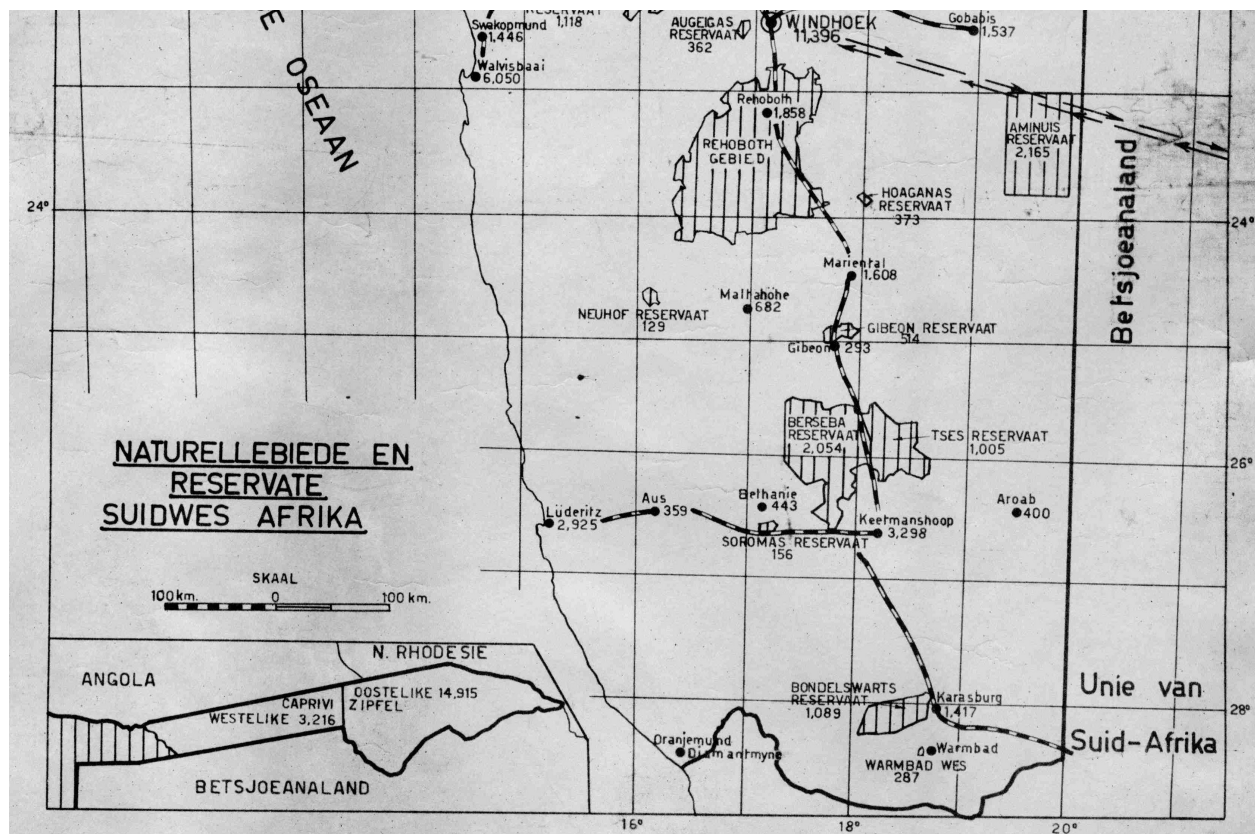 RESERVAAT
1,118
Swakopmund
1,446
Walvisbaai
6,050
OSEAAN
AUGEIGAS
RESERVAAT
362
WINDHOEK
11,396
Gobabis
1,537
Rehoboth
1,858
REHOBOTH
GEBIED
AMINUIS
RESERVAAT
2,165
Betsjoeanaland
HOAGANAS
RESERVAAT
373
24°
24°
Mariental
1,608
Maltahöhe
682
NEUHOF RESERVAAT
129
GIBEON RESERVAAT
514
Gibeon
293
BERSEBA
RESERVAAT
2,054
TSES RESERVAAT
1,005
26°
NATURELLEBIEDE EN
RESERVATE
SUIDWES AFRIKA
Lüderitz
2,925
Aus
359
Bethanie
443
Aroab
400
Keetmanshoop
3,298
SOROMAS RESERVAAT
156
SKAAL
100 km. 0 100 km.
N. RHODESIE
ANGOLA
OOSTELIKE 14,915
CAPRIVI ZIPFEL
WESTELIKE 3,216
BETSJOEANALAND
BONDELSWARTS
RESERVAAT
1,089
Karasburg
1,417
Unie van
Suid-Afrika
28°
Oranjemund
Diamantmyne
Warmbad
WARMBAD WES
287
16° 18° 20°